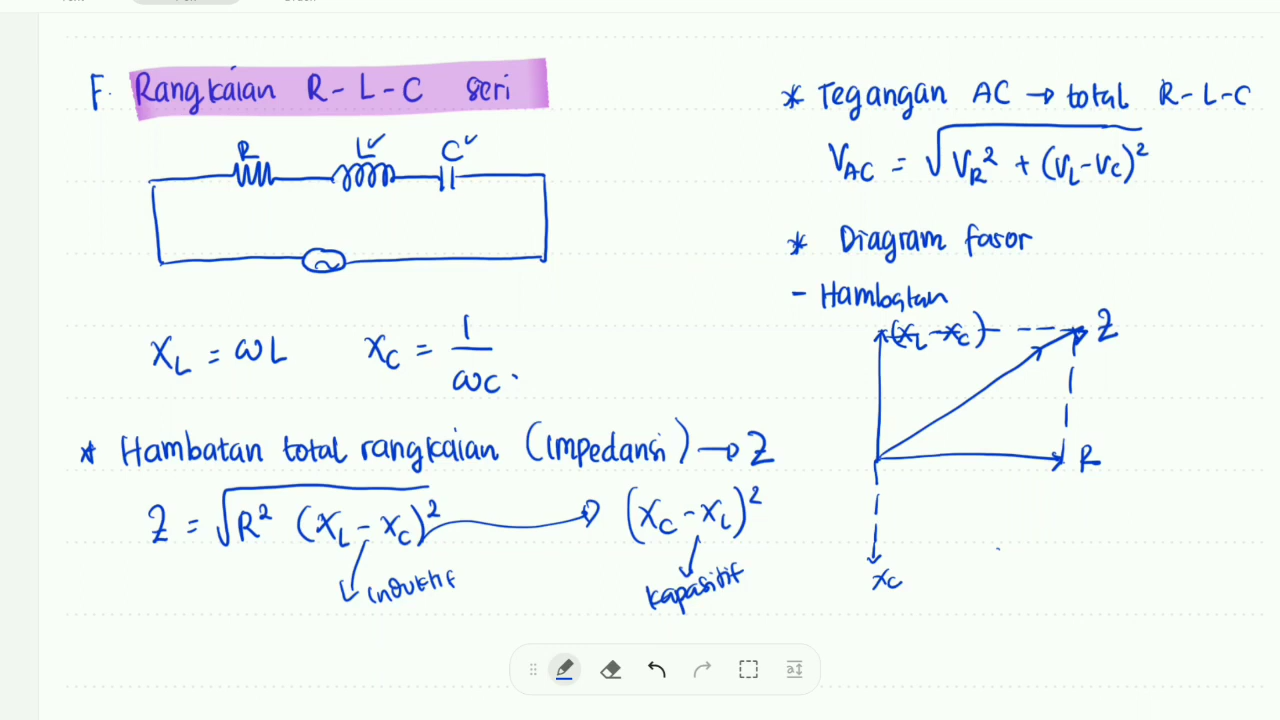 F. Rangkaian R-L-C seri
R L✓ C✓
~
X_L = ωL X_C = 1/ωC.
* Hambatan total rangkaian (Impedansi) → Z
Z = √R² (X_L - X_C)² → (X_C - X_L)²
↳ induktif
kapasitif
* Tegangan AC → total R-L-C
V_AC = √V_R² + (V_L - V_C)²
* Diagram fasor
- Hambatan
(X_L - X_C) Z
R
X_C